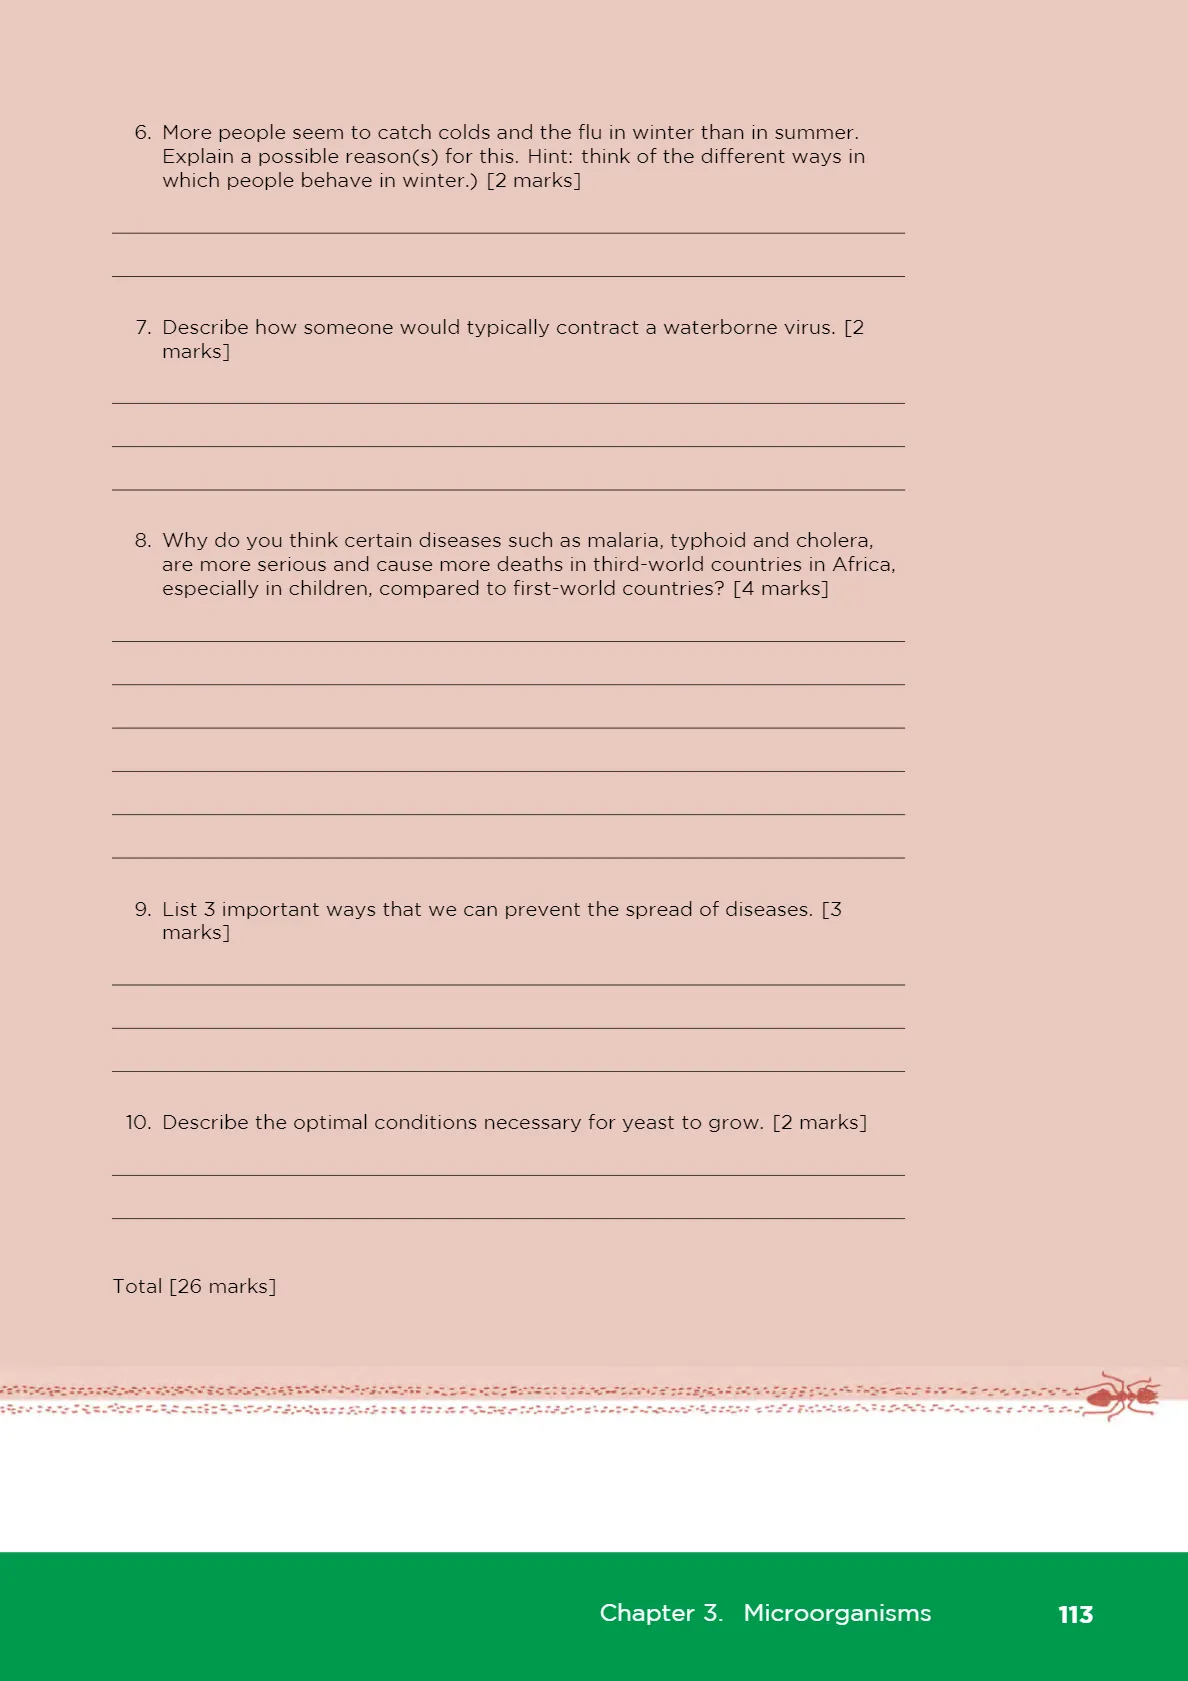 6. More people seem to catch colds and the flu in winter than in summer.
Explain a possible reason(s) for this. Hint: think of the different ways in
which people behave in winter.) [2 marks]
7. Describe how someone would typically contract a waterborne virus. [2
marks]
8. Why do you think certain diseases such as malaria, typhoid and cholera,
are more serious and cause more deaths in third-world countries in Africa,
especially in children, compared to first-world countries? [4 marks]
9. List 3 important ways that we can prevent the spread of diseases. [3
marks]
10. Describe the optimal conditions necessary for yeast to grow. [2 marks]
Total [26 marks]
Chapter 3. Microorganisms 113